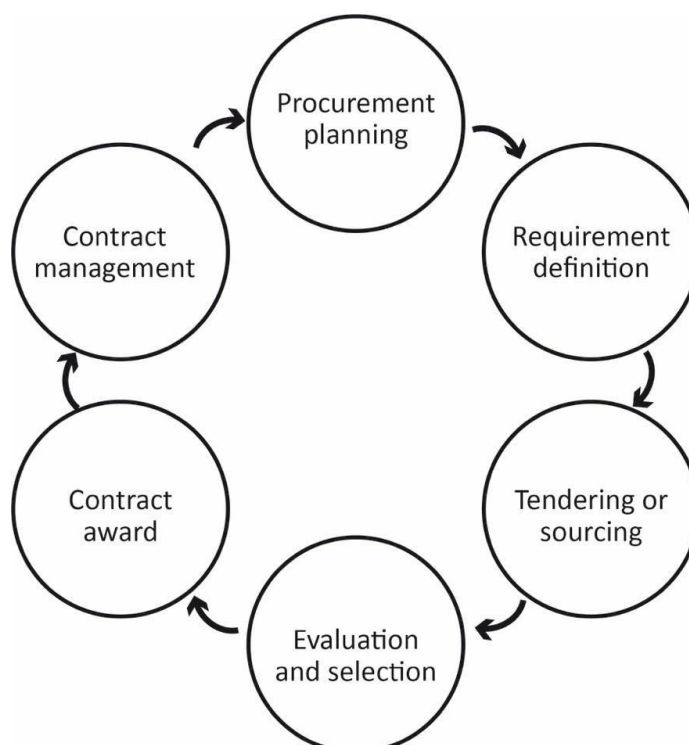 Procurement
planning
Requirement
definition
Tendering or
sourcing
Evaluation
and selection
Contract
award
Contract
management